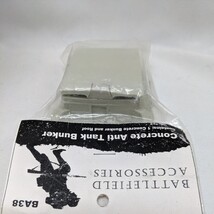 Concrete Anti Tank Bunker
Contains: 1 Concrete Bunker and Roof
BATTLEFIELD
ACCESSORIES
BA38